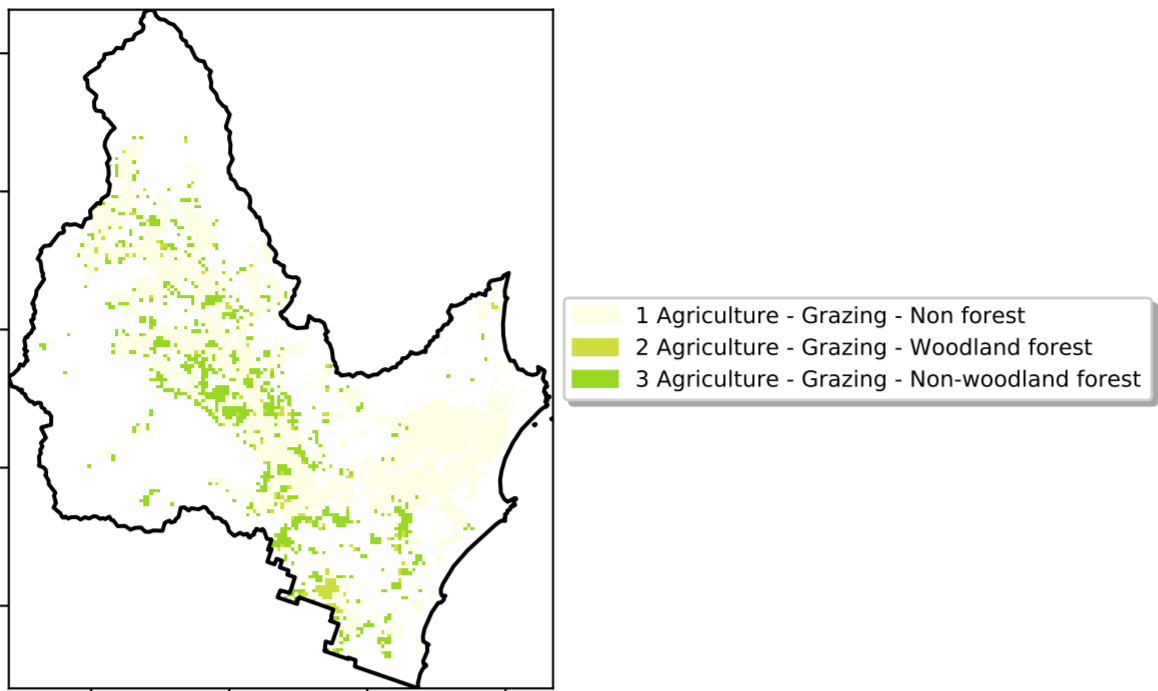 1 Agriculture - Grazing - Non forest
2 Agriculture - Grazing - Woodland forest
3 Agriculture - Grazing - Non-woodland forest